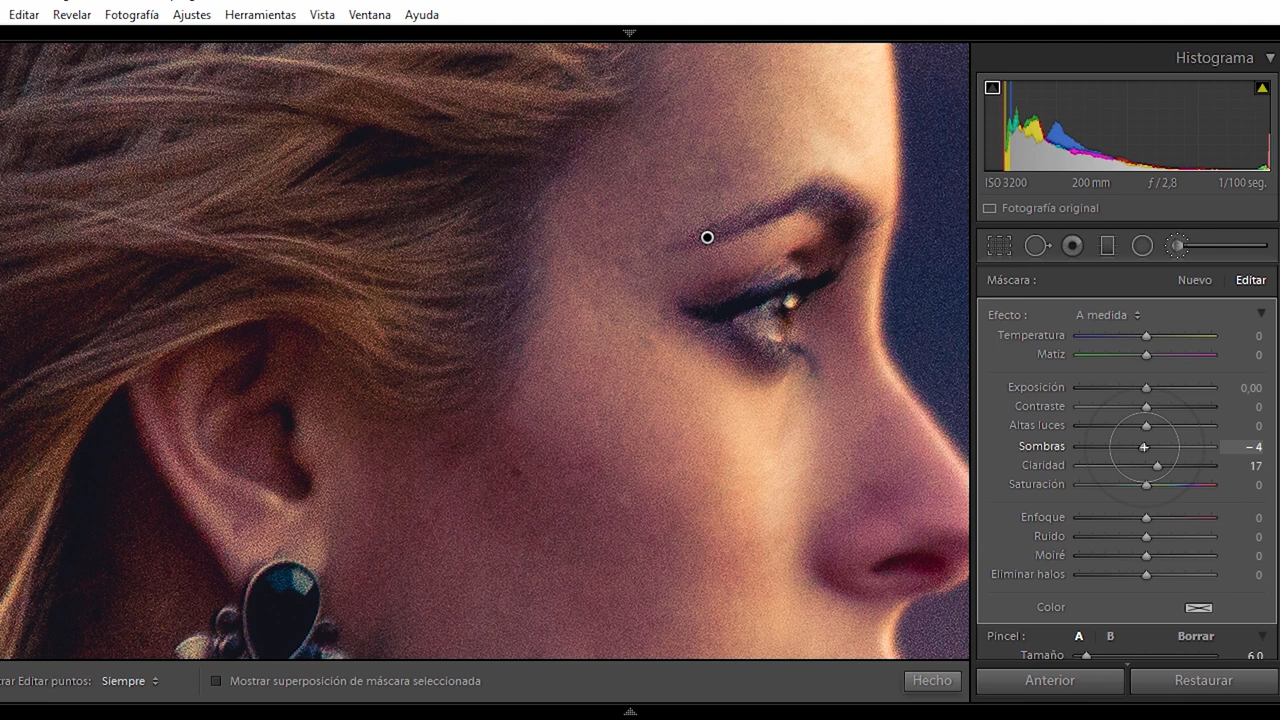 Editar Revelar Fotografía Ajustes Herramientas Vista Ventana Ayuda
Histograma
ISO 3200 200 mm ƒ / 2,8 1/100 seg.
Fotografía original
Máscara : Nuevo Editar
Efecto : A medida
Temperatura 0
Matiz 0
Exposición 0,00
Contraste 0
Altas luces 0
Sombras – 4
Claridad 17
Saturación 0
Enfoque 0
Ruido 0
Moiré 0
Eliminar halos 0
Color
Pincel : A B Borrar
Tamaño 6,0
rar Editar puntos: Siempre Mostrar superposición de máscara seleccionada Hecho
Anterior Restaurar